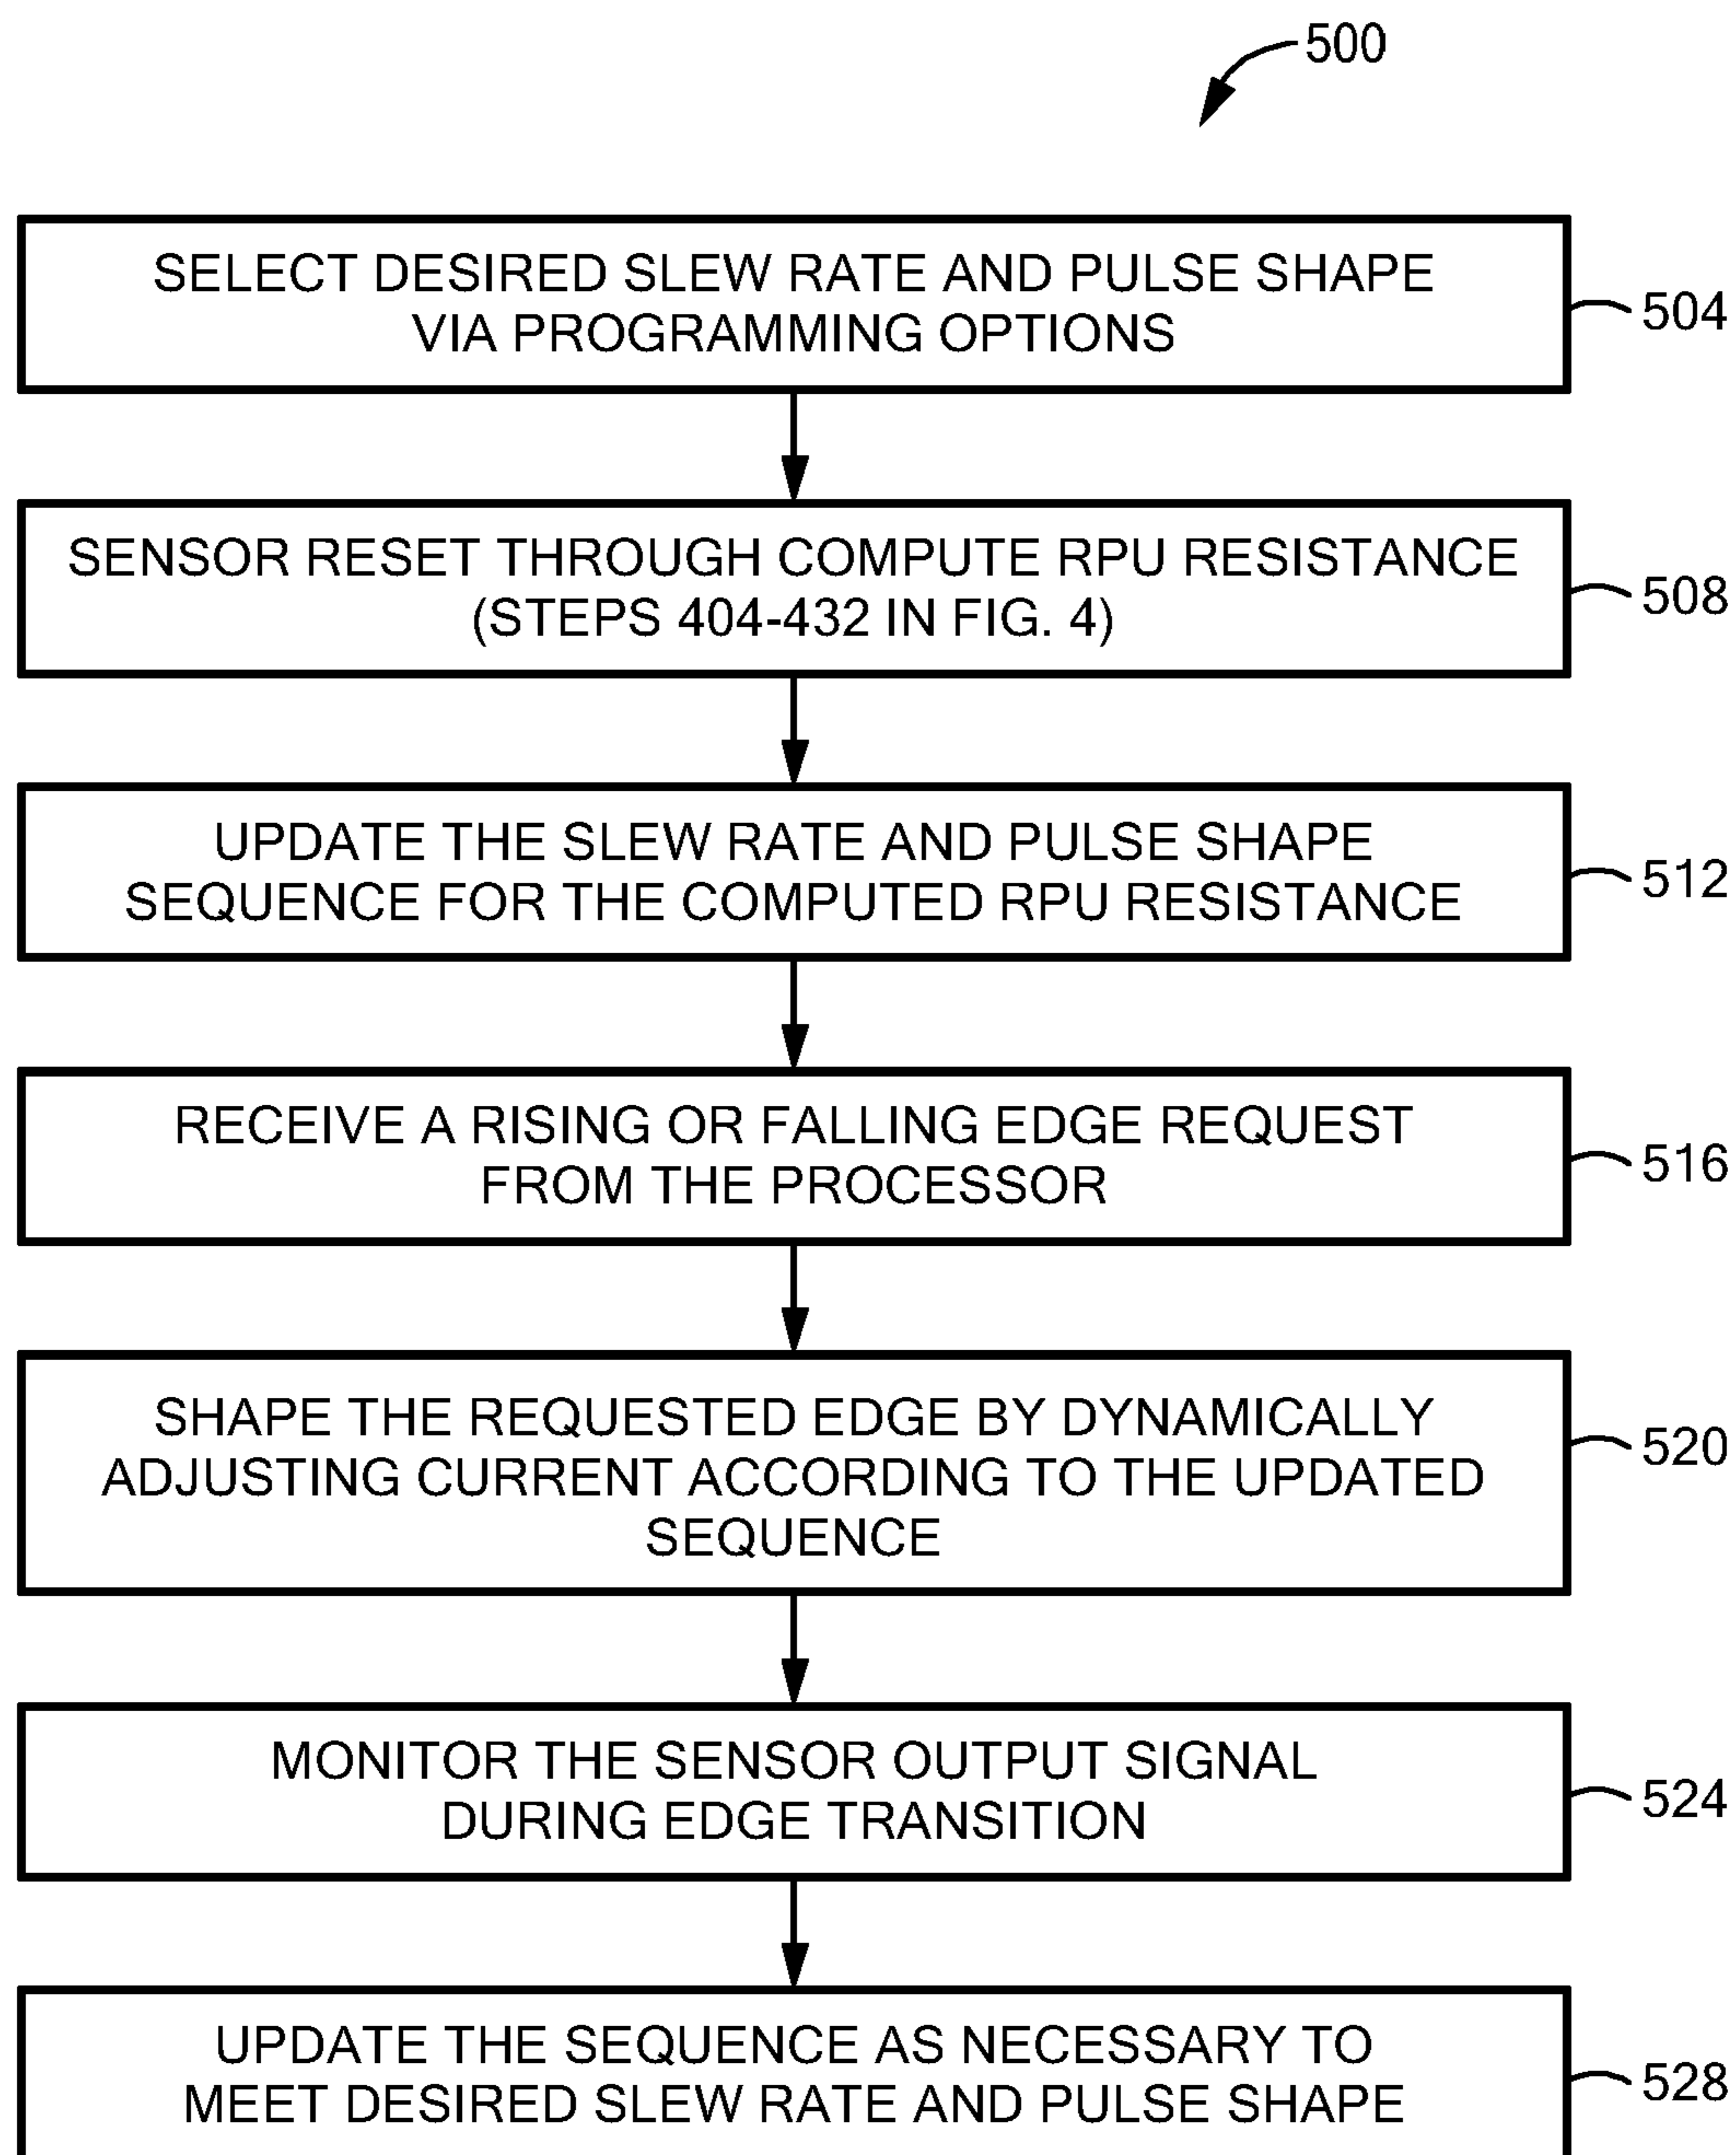 500
SELECT DESIRED SLEW RATE AND PULSE SHAPE
VIA PROGRAMMING OPTIONS
504
SENSOR RESET THROUGH COMPUTE RPU RESISTANCE
(STEPS 404-432 IN FIG. 4)
508
UPDATE THE SLEW RATE AND PULSE SHAPE
SEQUENCE FOR THE COMPUTED RPU RESISTANCE
512
RECEIVE A RISING OR FALLING EDGE REQUEST
FROM THE PROCESSOR
516
SHAPE THE REQUESTED EDGE BY DYNAMICALLY
ADJUSTING CURRENT ACCORDING TO THE UPDATED
SEQUENCE
520
MONITOR THE SENSOR OUTPUT SIGNAL
DURING EDGE TRANSITION
524
UPDATE THE SEQUENCE AS NECESSARY TO
MEET DESIRED SLEW RATE AND PULSE SHAPE
528